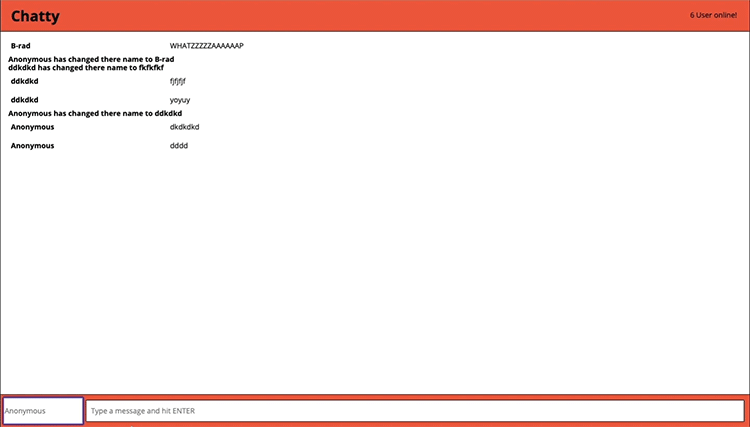 Chatty
6 User online!
B-rad WHATZZZZZAAAAAAP
Anonymous has changed there name to B-rad
ddkdkd has changed there name to fkfkfkf
ddkdkd fjfjfjf
ddkdkd yoyuy
Anonymous has changed there name to ddkdkd
Anonymous dkdkdkd
Anonymous dddd
Anonymous Type a message and hit ENTER